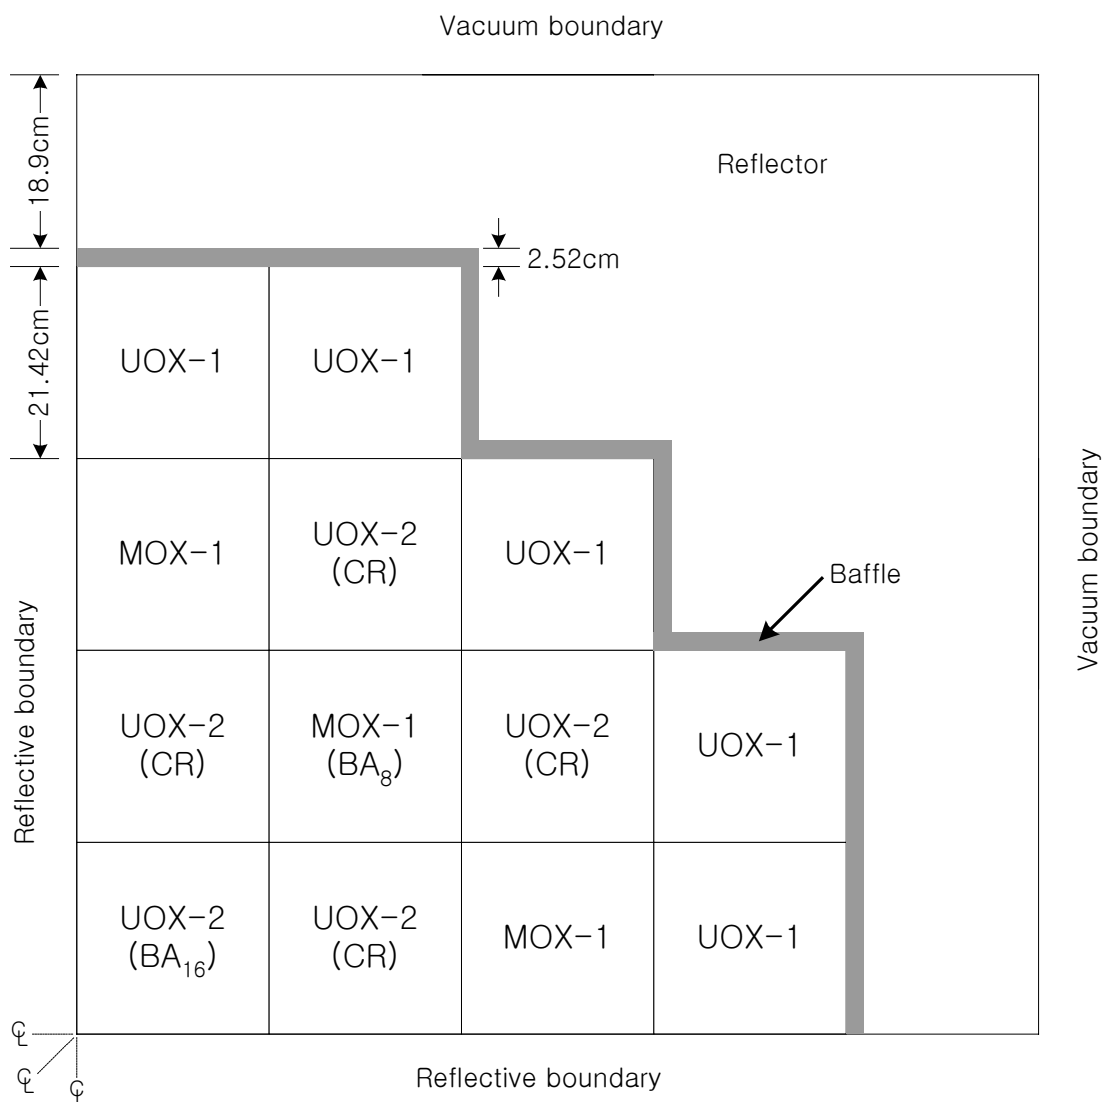 Vacuum boundary
18.9cm
Reflector
2.52cm
21.42cm
UOX-1
UOX-1
MOX-1
UOX-2
(CR)
UOX-1
Baffle
Vacuum boundary
Reflective boundary
UOX-2
(CR)
MOX-1
(BA8)
UOX-2
(CR)
UOX-1
UOX-2
(BA16)
UOX-2
(CR)
MOX-1
UOX-1
℄
℄
℄
Reflective boundary